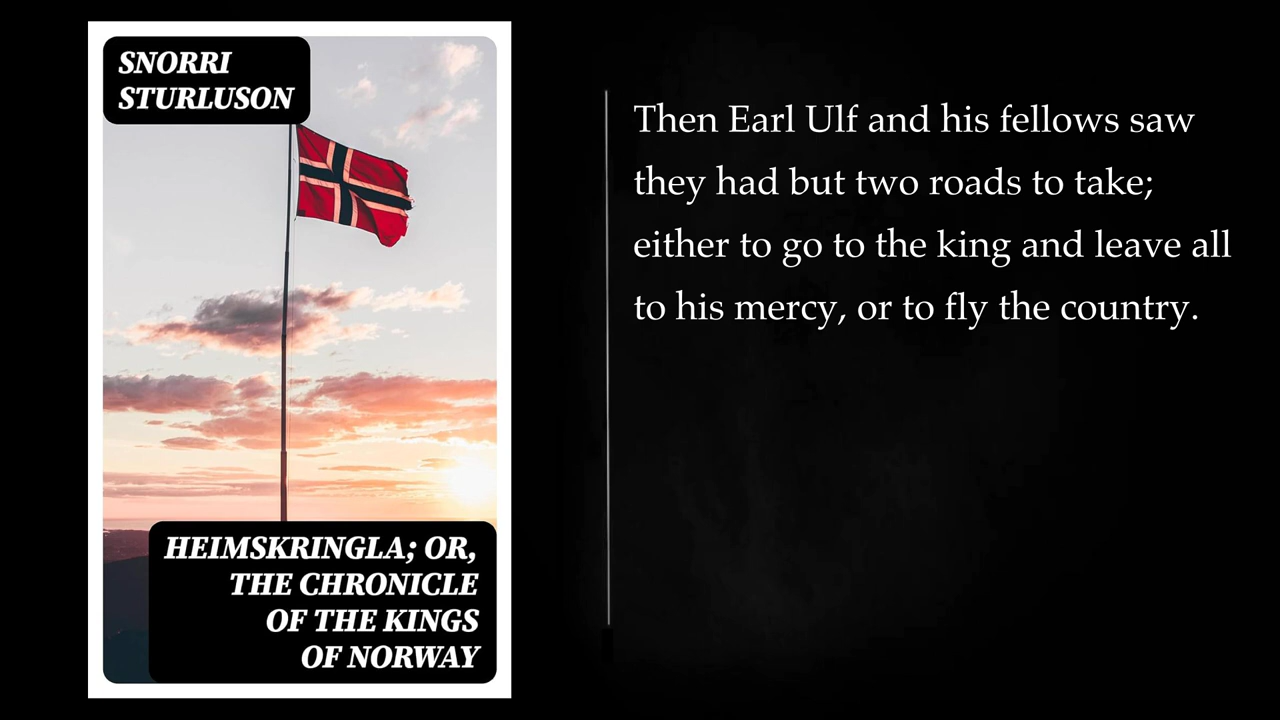 SNORRI
STURLUSON
HEIMSKRINGLA; OR,
THE CHRONICLE
OF THE KINGS
OF NORWAY
Then Earl Ulf and his fellows saw
they had but two roads to take;
either to go to the king and leave all
to his mercy, or to fly the country.